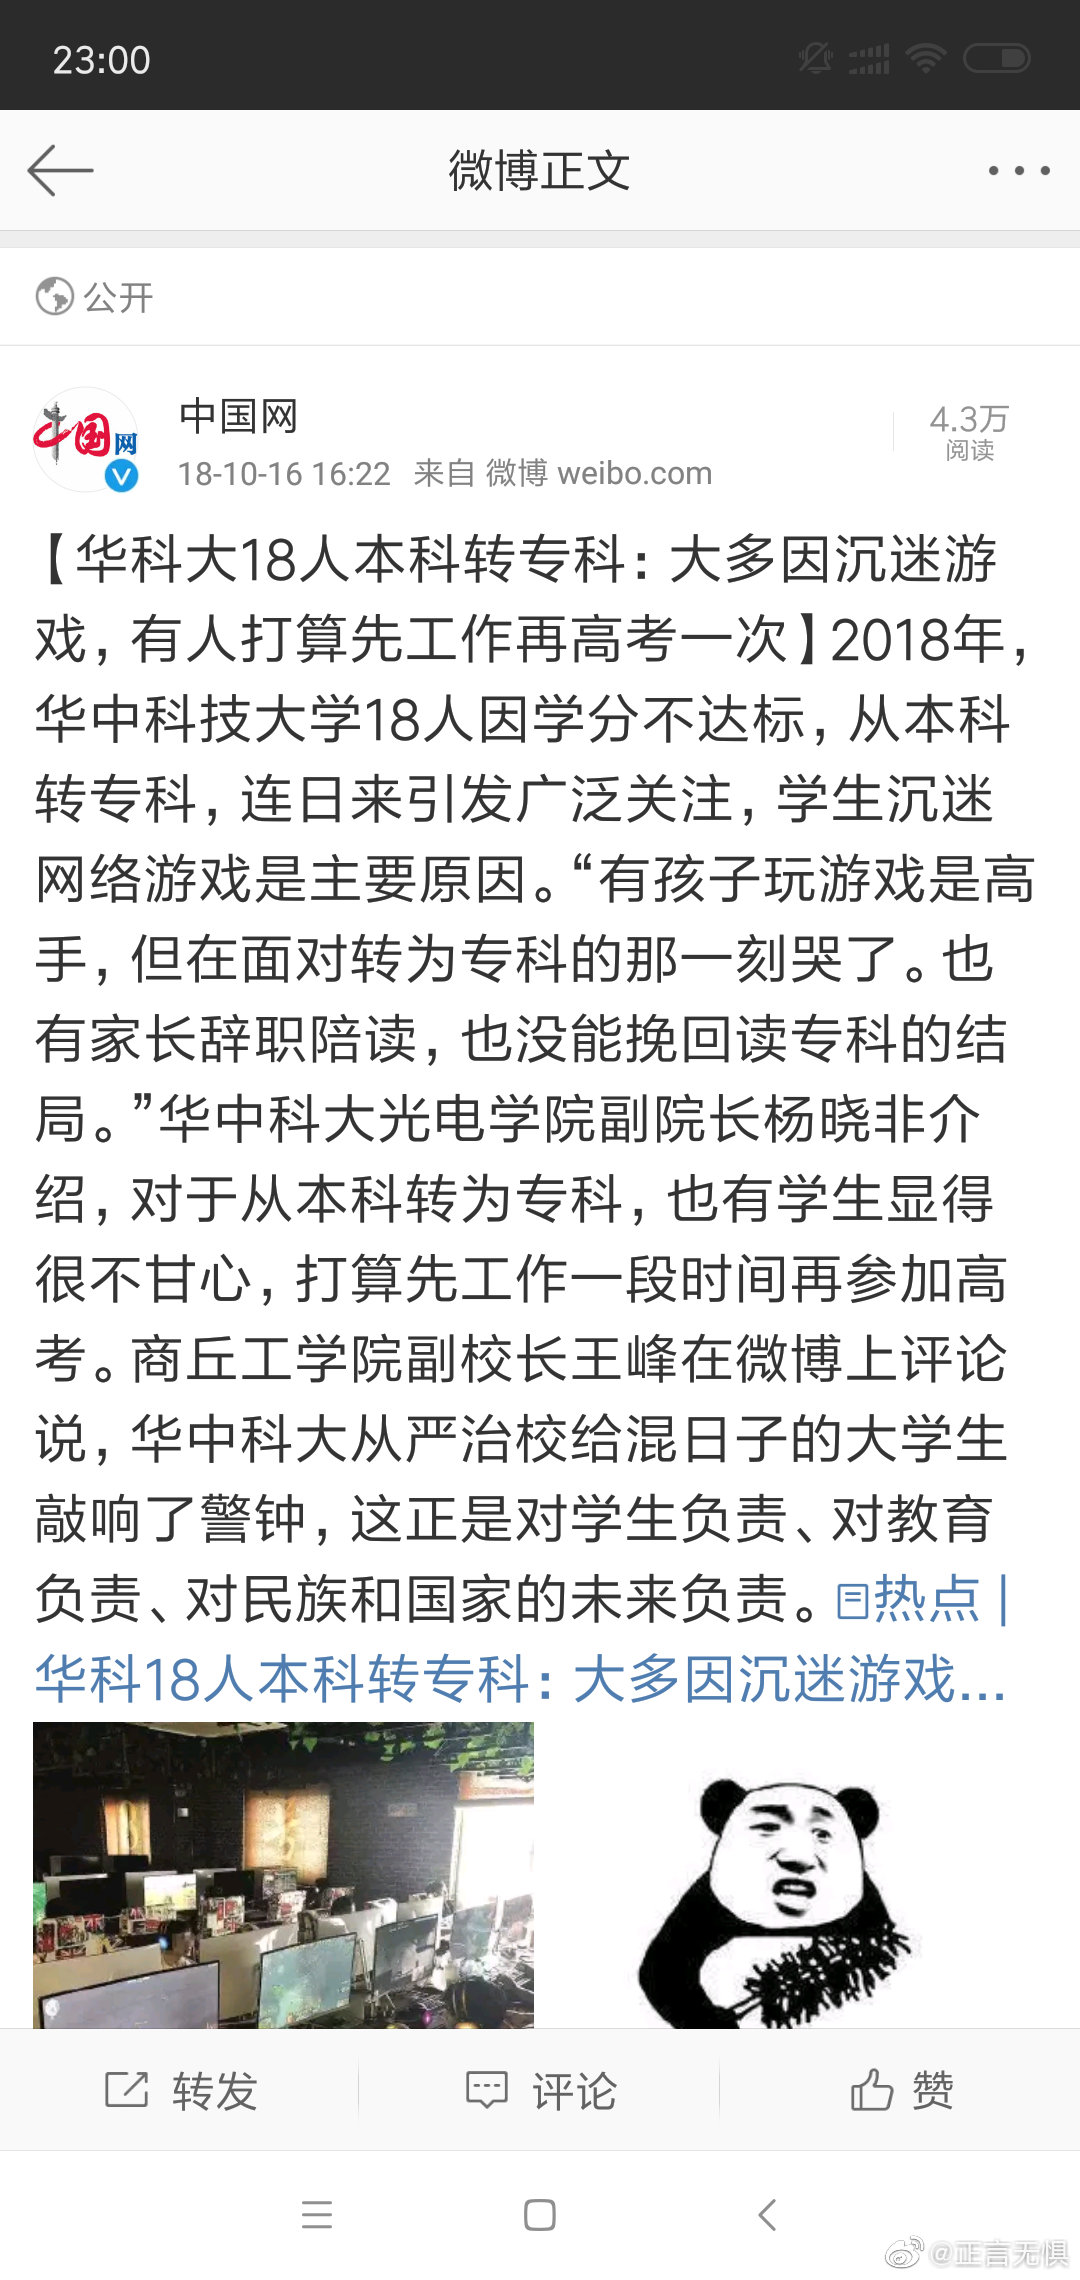 23:00
微博正文
公开
中国网
中国网
4.3万
阅读
18-10-16 16:22 来自 微博 weibo.com
【华科大18人本科转专科：大多因沉迷游
戏，有人打算先工作再高考一次】2018年，
华中科技大学18人因学分不达标，从本科
转专科，连日来引发广泛关注，学生沉迷
网络游戏是主要原因。“有孩子玩游戏是高
手，但在面对转为专科的那一刻哭了。也
有家长辞职陪读，也没能挽回读专科的结
局。”华中科大光电学院副院长杨晓非介
绍，对于从本科转为专科，也有学生显得
很不甘心，打算先工作一段时间再参加高
考。商丘工学院副校长王峰在微博上评论
说，华中科大从严治校给混日子的大学生
敲响了警钟，这正是对学生负责、对教育
负责、对民族和国家的未来负责。热点 |
华科18人本科转专科：大多因沉迷游戏...
转发
评论
赞
@正言无惧